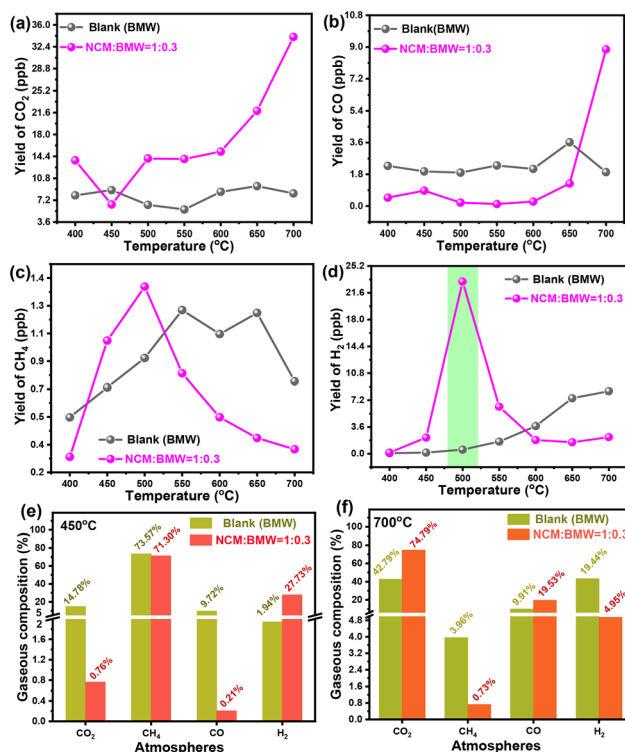 (a)
Blank (BMW)
NCM:BMW=1:0.3
Yield of CO₂ (ppb)
36.0
32.4
28.8
25.2
21.6
18.0
14.4
10.8
7.2
3.6
400 450 500 550 600 650 700
Temperature (°C)
(b)
Blank(BMW)
NCM:BMW=1:0.3
Yield of CO (ppb)
10.8
9.0
7.2
5.4
3.6
1.8
0.0
400 450 500 550 600 650 700
Temperature (°C)
(c)
Yield of CH₄ (ppb)
1.4
1.3
1.1
0.9
0.7
0.5
0.4
0.2
Blank (BMW)
NCM:BMW=1:0.3
400 450 500 550 600 650 700
Temperature (°C)
(d)
Blank (BMW)
NCM:BMW=1:0.3
Yield of H₂ (ppb)
25.2
21.6
18.0
14.4
10.8
7.2
3.6
0.0
400 450 500 550 600 650 700
Temperature (°C)
(e)
450°C
Blank (BMW)
NCM:BMW=1:0.3
Gaseous composition (%)
100
80
60
40
20
5
2
1.6
1.2
0.8
0.4
0.0
14.78%
0.76%
73.57%
71.30%
9.72%
0.21%
1.94%
27.73%
CO₂ CH₄ CO H₂
Atmospheres
(f)
700°C
Blank (BMW)
NCM:BMW=1:0.3
Gaseous composition (%)
100
80
60
40
20
5
4.8
4.0
3.2
2.4
1.6
0.8
0.0
42.79%
74.79%
3.96%
0.73%
9.91%
19.53%
19.44%
4.95%
CO₂ CH₄ CO H₂
Atmospheres